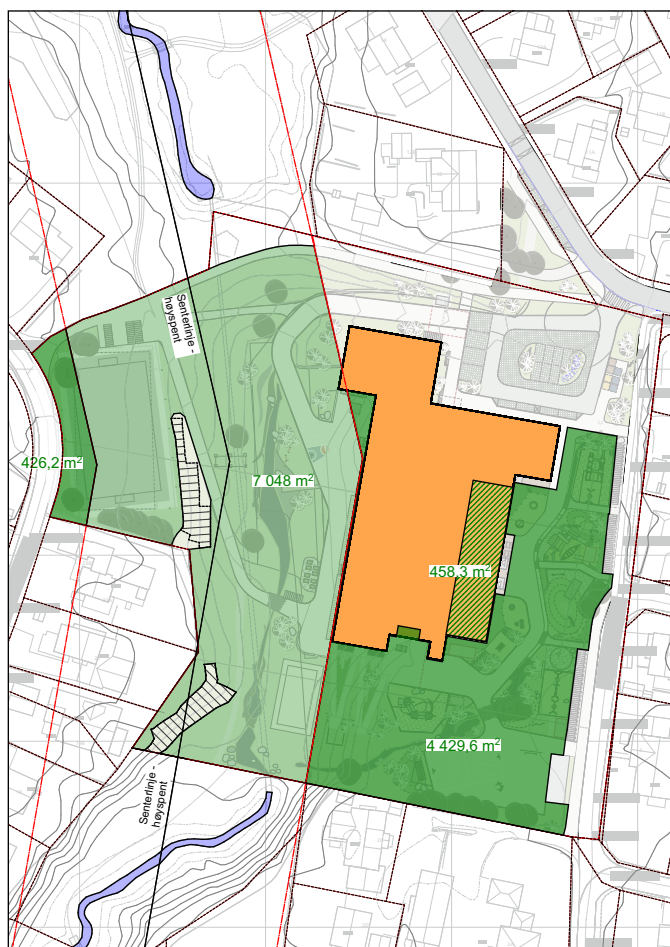 Senterlinje -
høyspent
426,2 m²
7 048 m²
458,3 m²
4 429,6 m²
Senterlinje -
høyspent